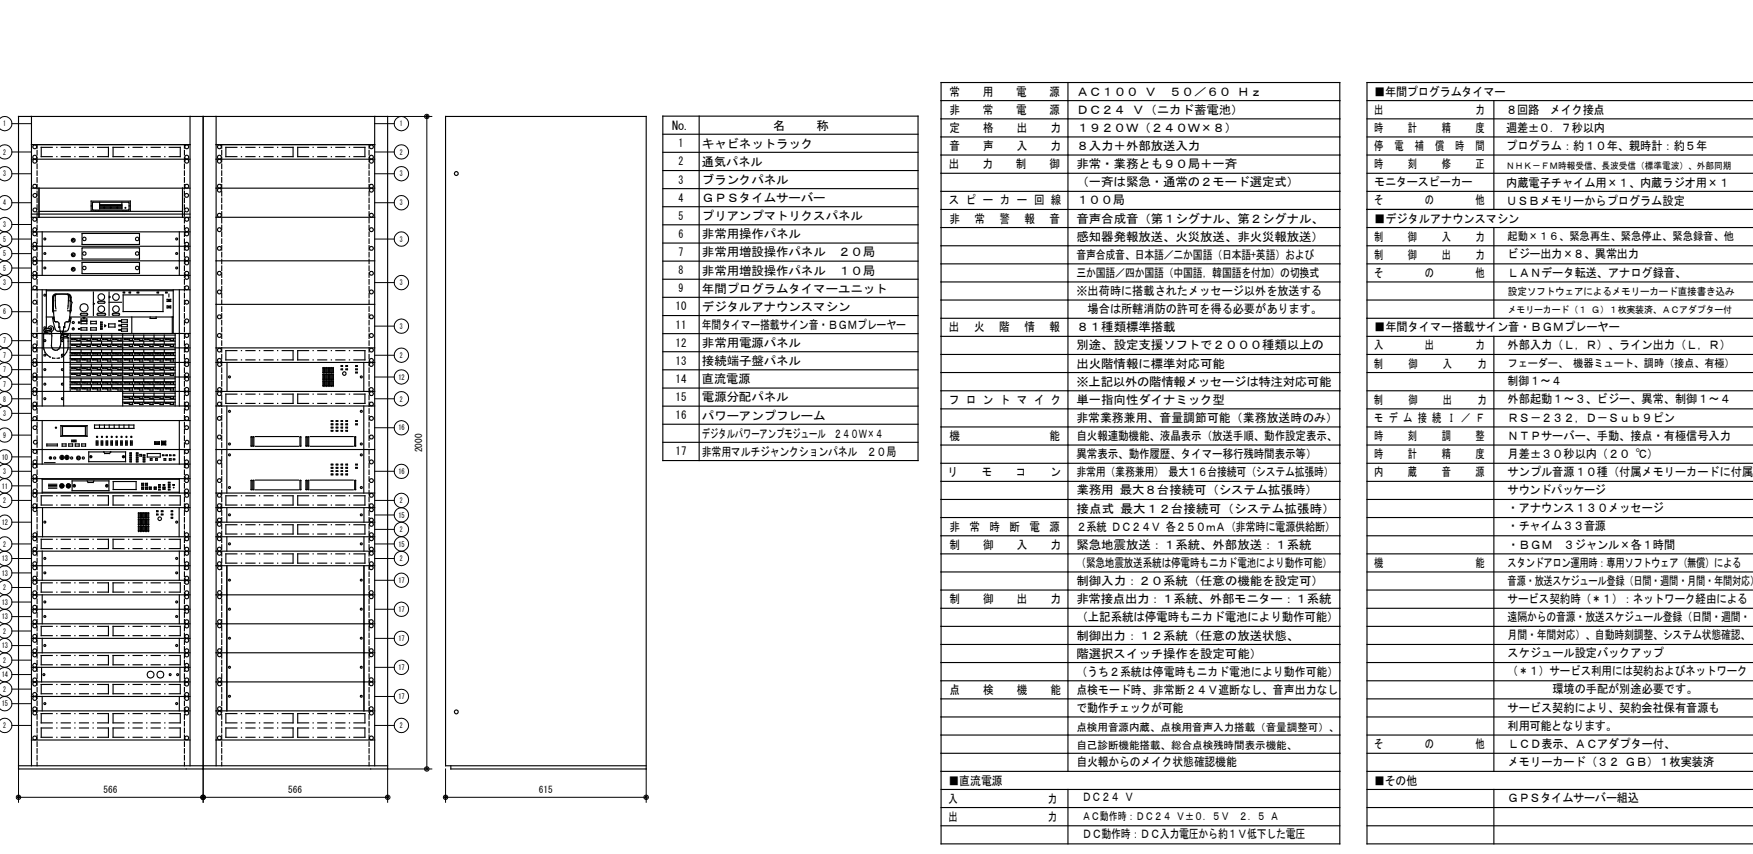 No. 名 称
1 キャビネットラック
2 通気パネル
3 ブランクパネル
4 GPSタイムサーバー
5 プリアンプマトリクスパネル
6 非常用操作パネル
7 非常用増設操作パネル 20局
8 非常用増設操作パネル 10局
9 年間プログラムタイマーユニット
10 デジタルアナウンスマシン
11 年間タイマー搭載サイン音・BGMプレーヤー
12 非常用電源パネル
13 接続端子盤パネル
14 直流電源
15 電源分配パネル
16 パワーアンプフレーム
デジタルパワーアンプモジュール 240W×4
17 非常用マルチジャンクションパネル 20局
566
566
2000
615
常用電源 AC100 V 50/60 Hz
非常電源 DC24 V(ニカド蓄電池)
定格出力 1920W(240W×8)
音声入力 8入力+外部放送入力
出力制御 非常・業務とも90局+一斉
(一斉は緊急・通常の2モード選定式)
スピーカー回線 100局
非常警報音 音声合成音(第1シグナル、第2シグナル、
感知器発報放送、火災放送、非火災報放送)
音声合成音、日本語/二か国語(日本語+英語)および
三か国語/四か国語(中国語、韓国語を付加)の切換式
※出荷時に搭載されたメッセージ以外を放送する
場合は所轄消防の許可を得る必要があります。
出火階情報 81種類標準搭載
別途、設定支援ソフトで2000種類以上の
出火階情報に標準対応可能
※上記以外の階情報メッセージは特注対応可能
フロントマイク 単一指向性ダイナミック型
非常業務兼用、音量調節可能(業務放送時のみ)
機能 自火報連動機能、液晶表示(放送手順、動作設定表示、
異常表示、動作履歴、タイマー移行残時間表示等)
リモコン 非常用(業務兼用) 最大16台接続可(システム拡張時)
業務用 最大8台接続可(システム拡張時)
接点式 最大12台接続可(システム拡張時)
非常時断電源 2系統 DC24V 各250mA(非常時に電源供給断)
制御入力 緊急地震放送:1系統、外部放送:1系統
(緊急地震放送系統は停電時もニカド電池により動作可能)
制御入力:20系統(任意の機能を設定可)
制御出力 非常接点出力:1系統、外部モニター:1系統
(上記系統は停電時もニカド電池により動作可能)
制御出力:12系統(任意の放送状態、
階選択スイッチ操作を設定可能)
(うち2系統は停電時もニカド電池により動作可能)
点検機能 点検モード時、非常断24V遮断なし、音声出力なし
で動作チェックが可能
点検用音源内蔵、点検用音声入力搭載(音量調整可)、
自己診断機能搭載、総合点検残時間表示機能、
自火報からのメイク状態確認機能
■直流電源
入力 DC24 V
出力 AC動作時:DC24 V±0.5V 2.5 A
DC動作時:DC入力電圧から約1V低下した電圧
■年間プログラムタイマー
出力 8回路 メイク接点
時計精度 週差±0.7秒以内
停電補償時間 プログラム:約10年、親時計:約5年
時刻修正 NHK-FM時報受信、長波受信(標準電波)、外部同期
モニタースピーカー 内蔵電子チャイム用×1、内蔵ラジオ用×1
その他 USBメモリーからプログラム設定
■デジタルアナウンスマシン
制御入力 起動×16、緊急再生、緊急停止、緊急録音、他
制御出力 ビジー出力×8、異常出力
その他 LANデータ転送、アナログ録音、
設定ソフトウェアによるメモリーカード直接書き込み
メモリーカード(1 G)1枚実装済、ACアダプター付
■年間タイマー搭載サイン音・BGMプレーヤー
入出力 外部入力(L, R)、ライン出力(L, R)
制御入力 フェーダー、機器ミュート、調時(接点、有極)
制御1~4
制御出力 外部起動1~3、ビジー、異常、制御1~4
モデム接続I/F RS-232, D-Sub9ピン
時刻調整 NTPサーバー、手動、接点・有極信号入力
時計精度 月差±30秒以内(20 ℃)
内蔵音源 サンプル音源10種(付属メモリーカードに付属
サウンドパッケージ
・アナウンス130メッセージ
・チャイム33音源
・BGM 3ジャンル×各1時間
機能 スタンドアロン運用時:専用ソフトウェア(無償)による
音源・放送スケジュール登録(日間・週間・月間・年間対応)
サービス契約時(*1):ネットワーク経由による
遠隔からの音源・放送スケジュール登録(日間・週間・
月間・年間対応)、自動時刻調整、システム状態確認、
スケジュール設定バックアップ
(*1)サービス利用には契約およびネットワーク
環境の手配が別途必要です。
サービス契約により、契約会社保有音源も
利用可能となります。
その他 LCD表示、ACアダプター付、
メモリーカード(32 GB)1枚実装済
■その他
GPSタイムサーバー組込